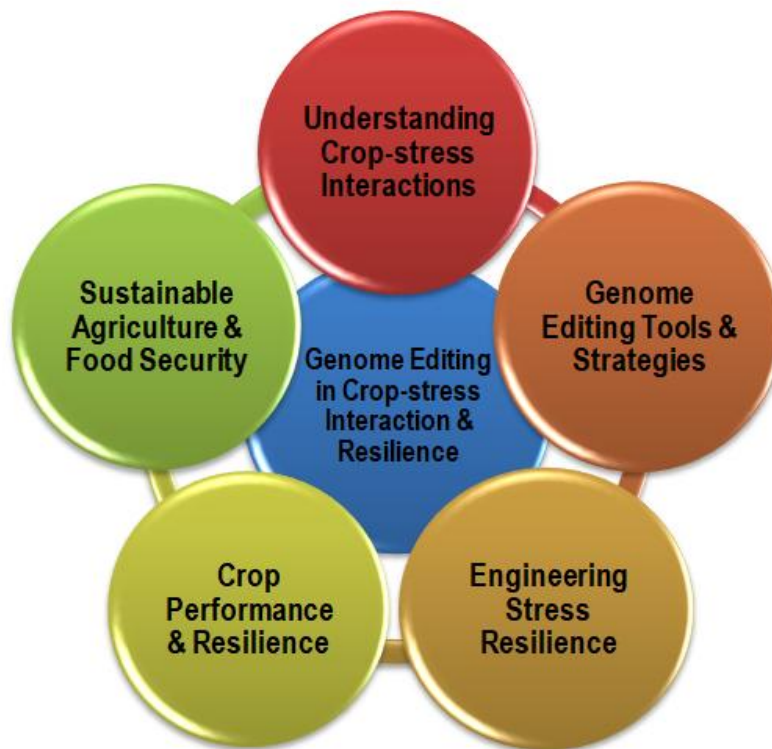 Understanding
Crop-stress
Interactions
Genome
Editing Tools &
Strategies
Engineering
Stress
Resilience
Crop
Performance
& Resilience
Sustainable
Agriculture &
Food Security
Genome Editing
in Crop-stress
Interaction &
Resilience